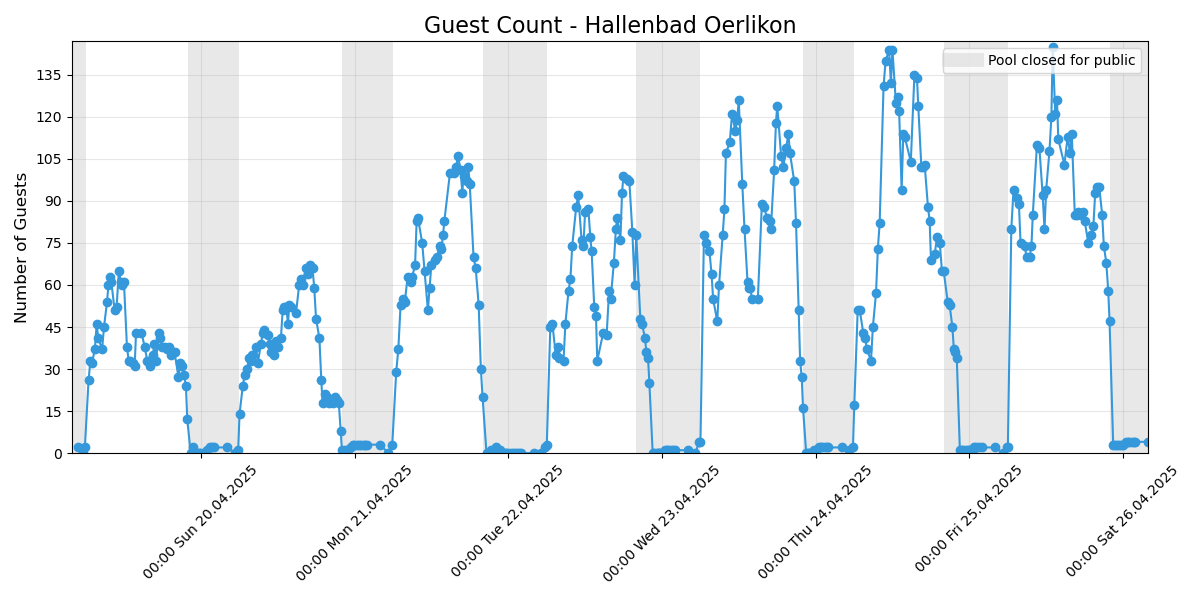 Guest Count - Hallenbad Oerlikon
Pool closed for public
Number of Guests
135
120
105
90
75
60
45
30
15
0
00:00 Sun 20.04.2025
00:00 Mon 21.04.2025
00:00 Tue 22.04.2025
00:00 Wed 23.04.2025
00:00 Thu 24.04.2025
00:00 Fri 25.04.2025
00:00 Sat 26.04.2025